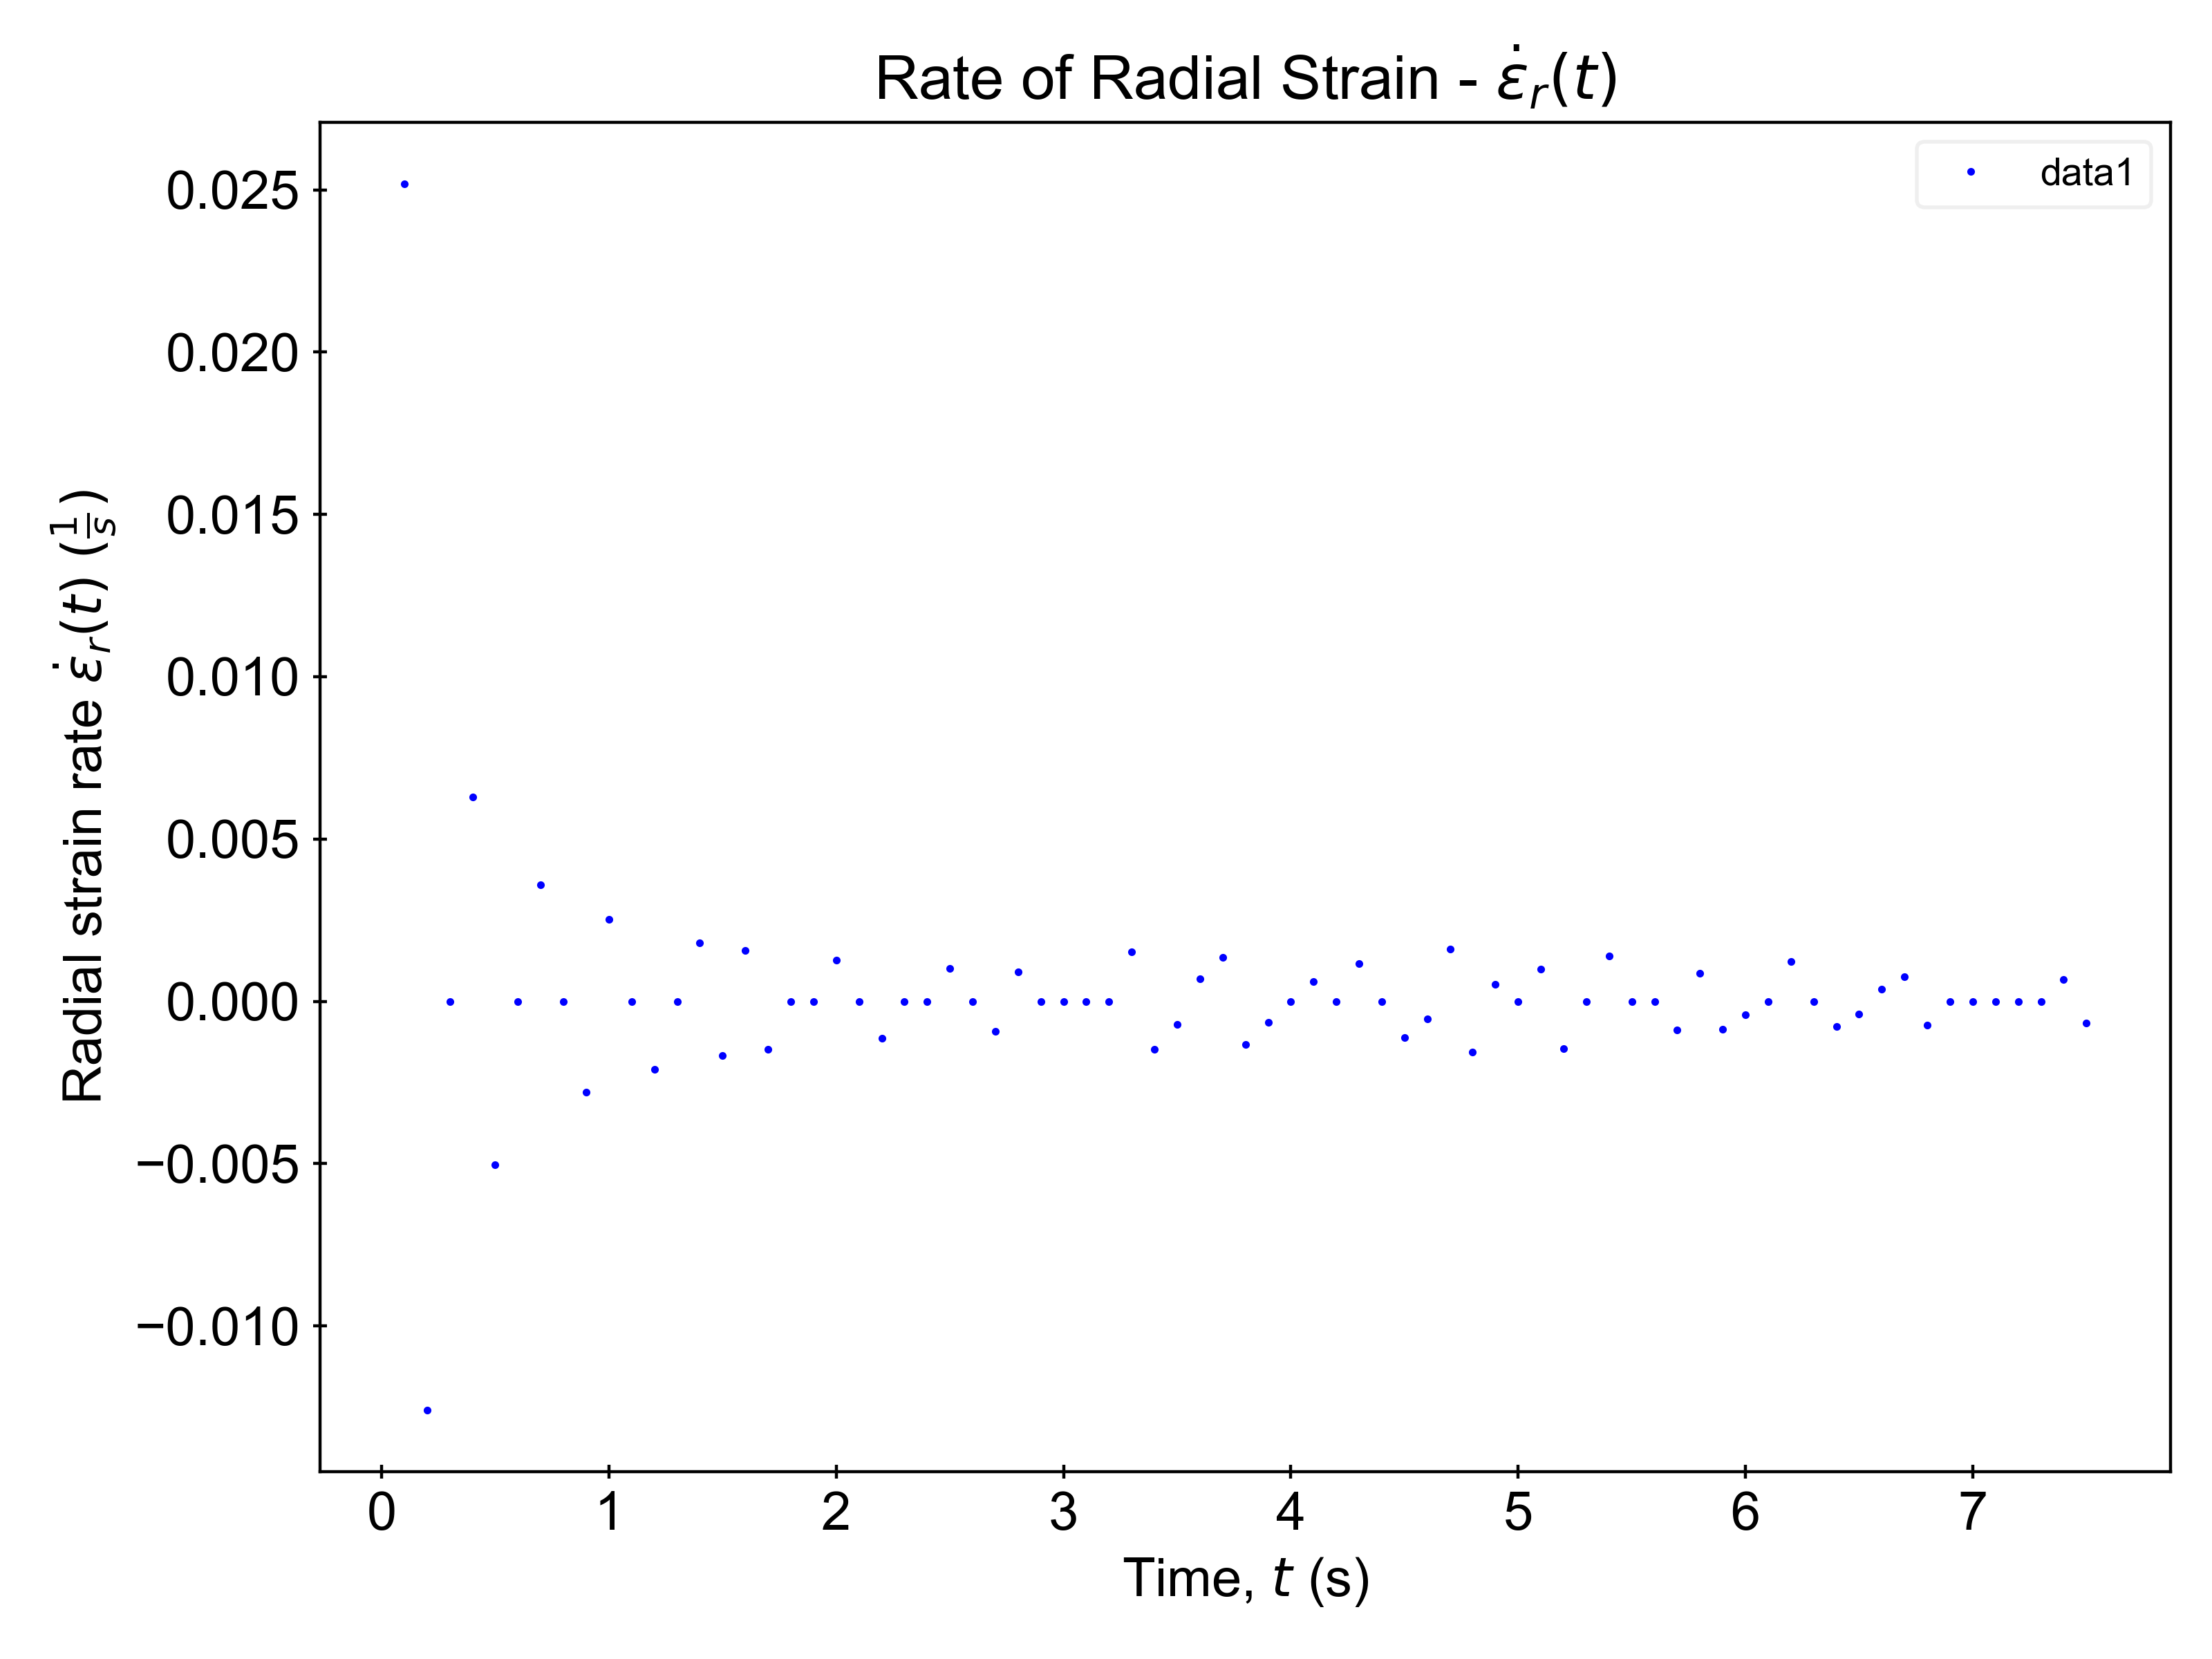 Rate of Radial Strain - ε̇ᵣ(t)
data1
Radial strain rate ε̇ᵣ(t) (1/s)
0.025
0.020
0.015
0.010
0.005
0.000
−0.005
−0.010
0 1 2 3 4 5 6 7
Time, t (s)